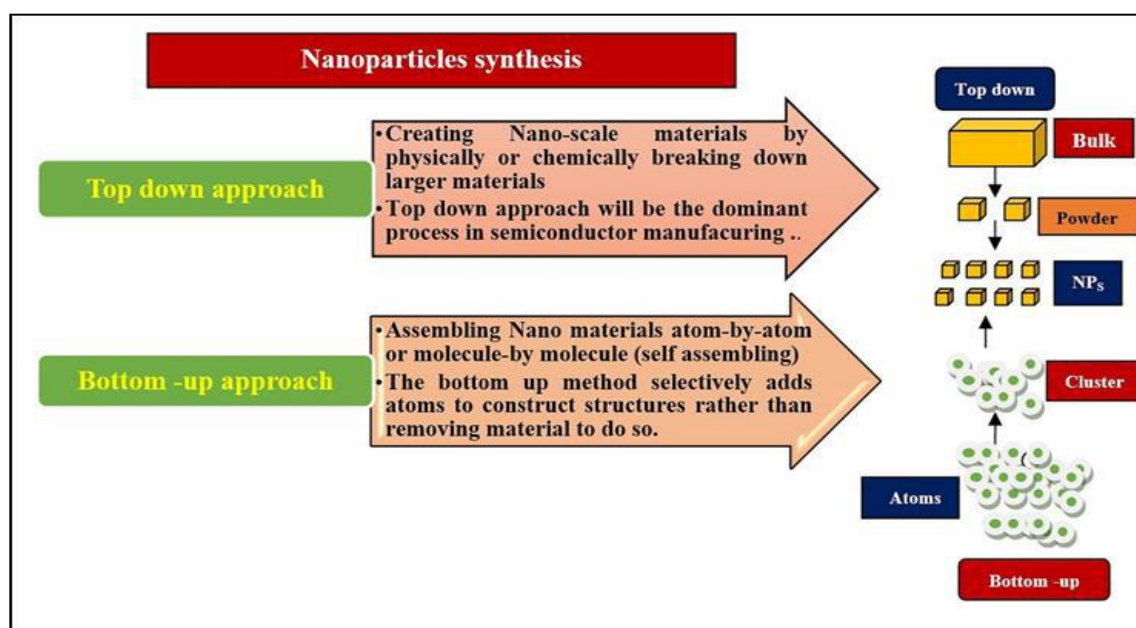 Nanoparticles synthesis
Top down approach
•Creating Nano-scale materials by
physically or chemically breaking down
larger materials
•Top down approach will be the dominant
process in semiconductor manufacuring ..
Bottom -up approach
•Assembling Nano materials atom-by-atom
or molecule-by molecule (self assembling)
•The bottom up method selectively adds
atoms to construct structures rather than
removing material to do so.
Top down
Bulk
Powder
NPS
Cluster
Atoms
Bottom -up